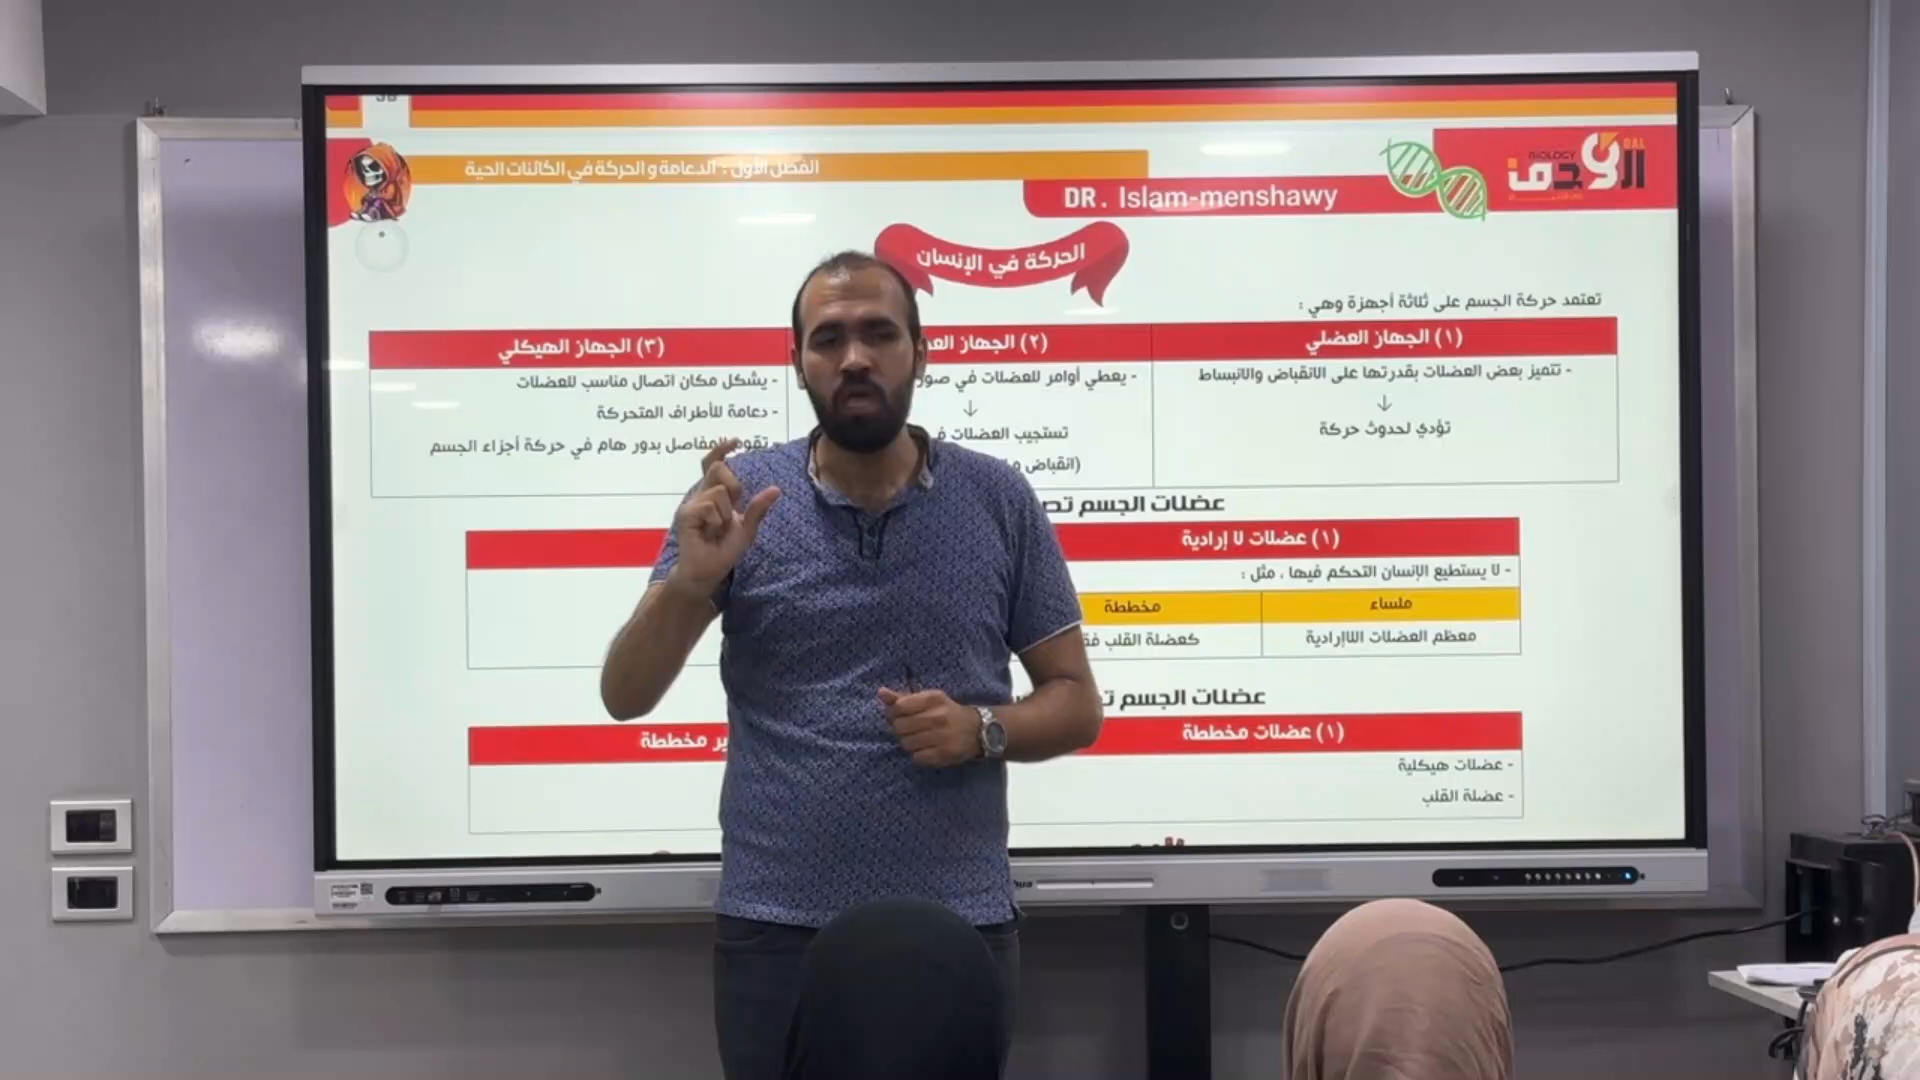 الفصل الأول : الدعامة و الحركة في الكائنات الحية
BIOLOGY
DR. Islam-menshawy
الحركة في الإنسان
تعتمد حركة الجسم على ثلاثة أجهزة وهي :
(١) الجهاز العضلي
- تتميز بعض العضلات بقدرتها على الانقباض والانبساط
↓
تؤدي لحدوث حركة
(٢) الجهاز
- يعطي أوامر للعضلات في
↓
تستجيب العضلات
(انقباض
(٣) الجهاز الهيكلي
- يشكل مكان اتصال مناسب للعضلات
- دعامة للأطراف المتحركة
- تقوم المفاصل بدور هام في حركة أجزاء الجسم
عضلات الجسم
(١) عضلات لا إرادية
- لا يستطيع الإنسان التحكم فيها ، مثل :
ملساء
مخططة
معظم العضلات اللاإرادية
كعضلة القلب
عضلات الجسم
(١) عضلات مخططة
مخططة
- عضلات هيكلية
- عضلة القلب